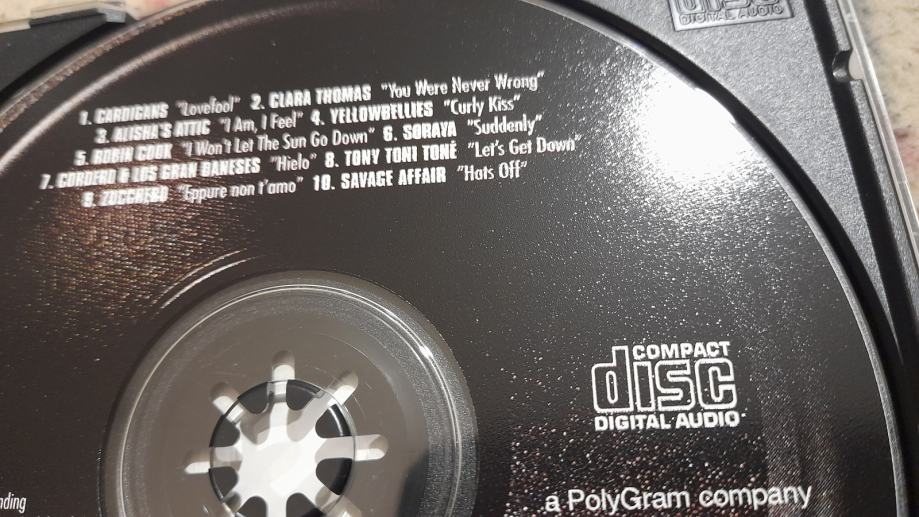 disc
DIGITAL AUDIO
1. CARDIGANS "Lovefool" 2. CLARA THOMAS "You Were Never Wrong"
3. ALISHA'S ATTIC "I Am, I Feel" 4. YELLOWBELLIES "Curly Kiss"
5. ROBIN COOK "I Won't Let The Sun Go Down" 6. SORAYA "Suddenly"
7. CORDERO & LOS GRAN DANESES "Hielo" 8. TONY TONI TONÉ "Let's Get Down"
9. ZUCCHERO "Eppure non t'amo" 10. SAVAGE AFFAIR "Hats Off"
COMPACT
disc
DIGITAL AUDIO
a PolyGram company